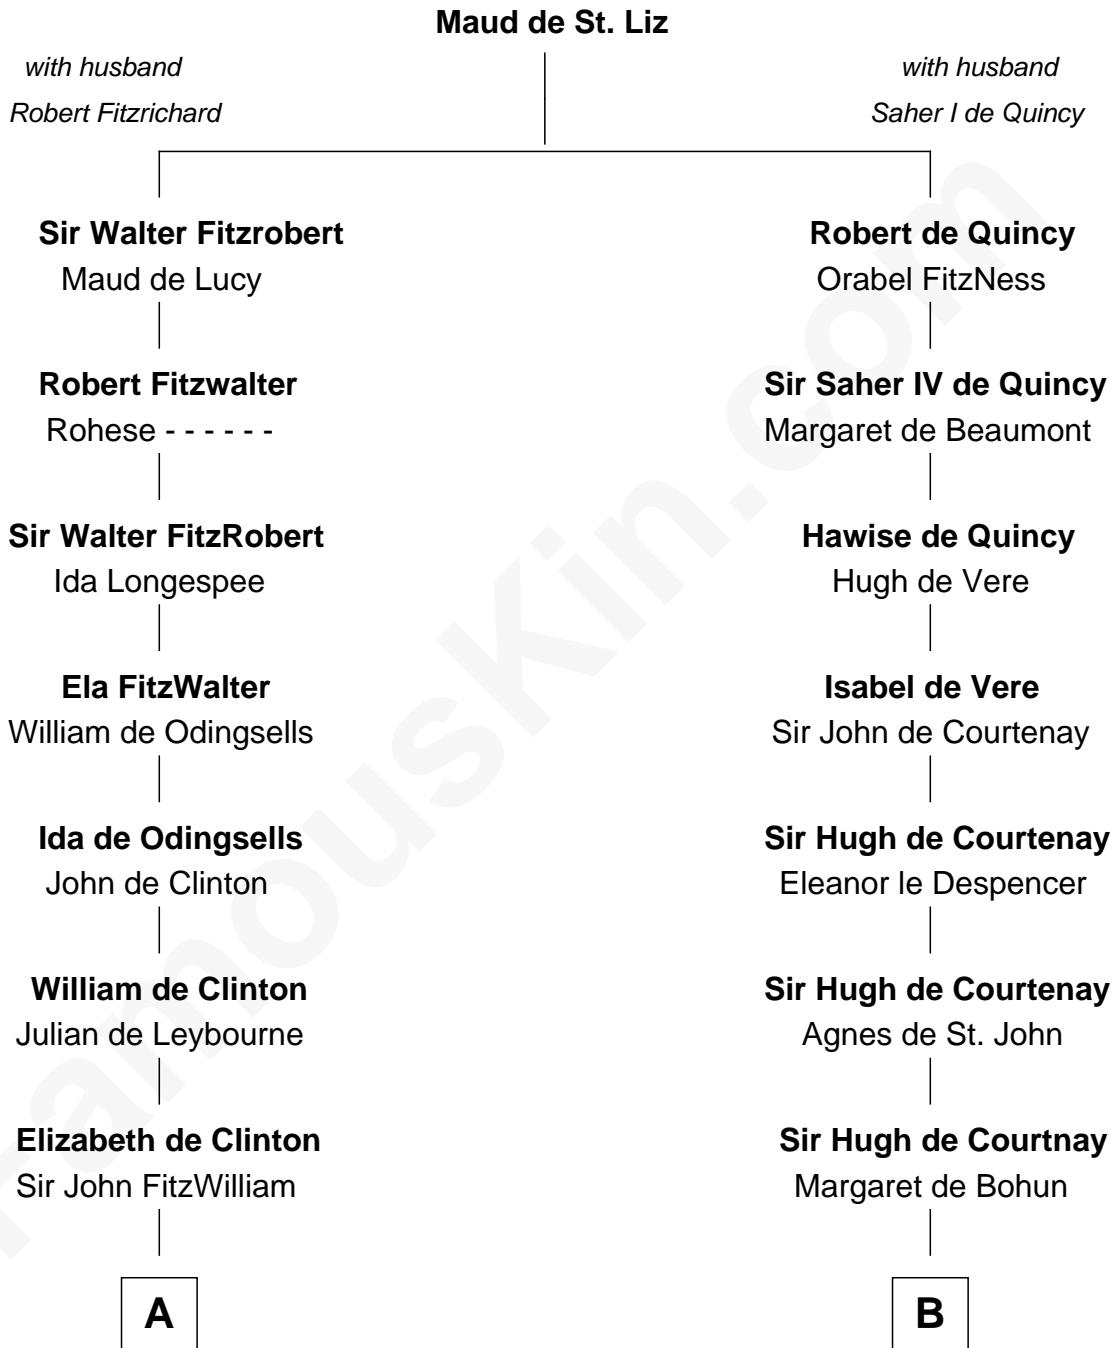 Maud de St. Liz
with husband
Robert Fitzrichard
with husband
Saher I de Quincy
Sir Walter Fitzrobert
Maud de Lucy
Robert de Quincy
Orabel FitzNess
Robert Fitzwalter
Rohese - - - - - -
Sir Saher IV de Quincy
Margaret de Beaumont
Sir Walter FitzRobert
Ida Longespee
Hawise de Quincy
Hugh de Vere
Ela FitzWalter
William de Odingsells
Isabel de Vere
Sir John de Courtenay
Ida de Odingsells
John de Clinton
Sir Hugh de Courtenay
Eleanor le Despencer
William de Clinton
Julian de Leybourne
Sir Hugh de Courtenay
Agnes de St. John
Elizabeth de Clinton
Sir John FitzWilliam
Sir Hugh de Courtnay
Margaret de Bohun
A
B
FamousKin.com